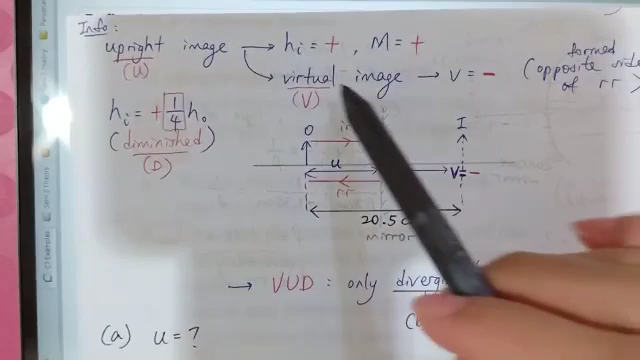 Info:
upright image → hi = + , M = +
(U)
virtual image → v = - (formed opposite side of rr
(V)
hi = + 1/4 ho
(diminished)
(D)
O
I
u
v = -
rr
20.5
mirror
→ VUD : only diverging
(a) u = ?